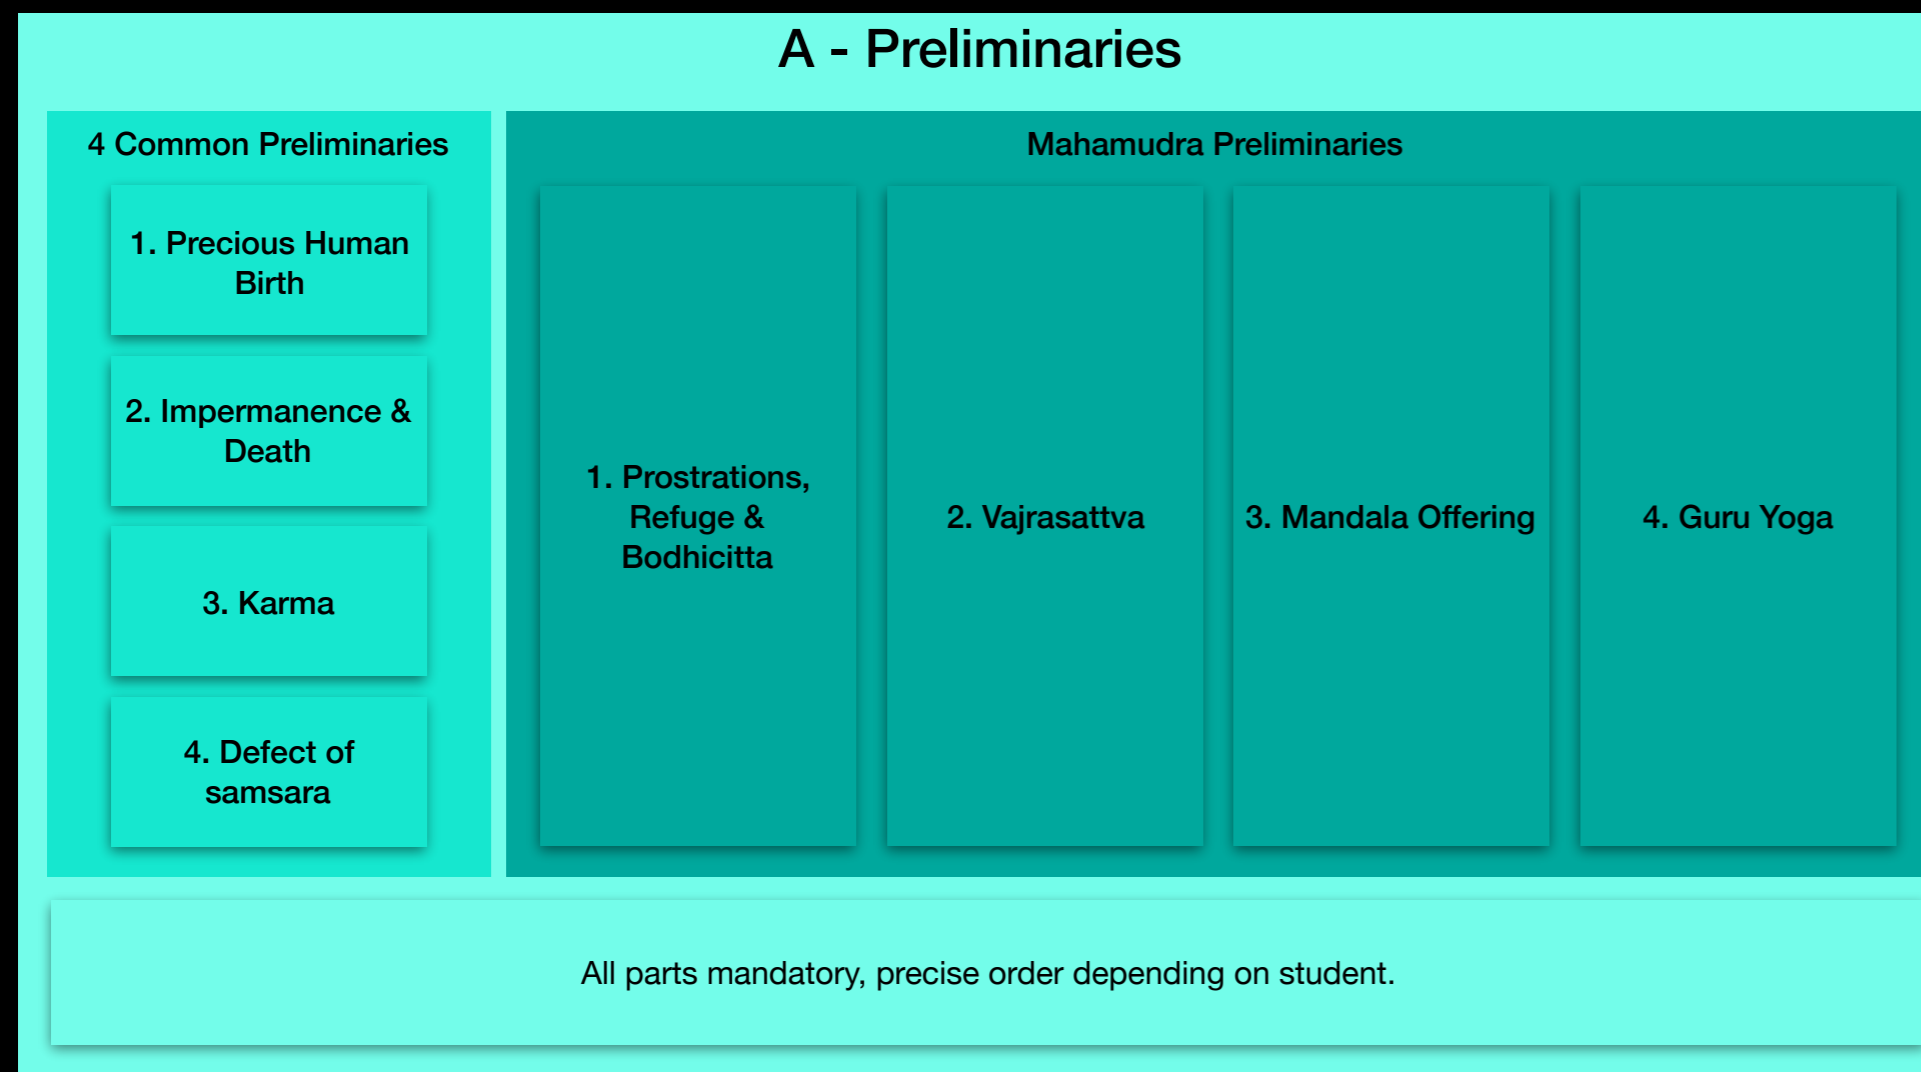 A - Preliminaries
4 Common Preliminaries
1. Precious Human
Birth
2. Impermanence &
Death
3. Karma
4. Defect of
samsara
Mahamudra Preliminaries
1. Prostrations,
Refuge &
Bodhicitta
2. Vajrasattva
3. Mandala Offering
4. Guru Yoga
All parts mandatory, precise order depending on student.